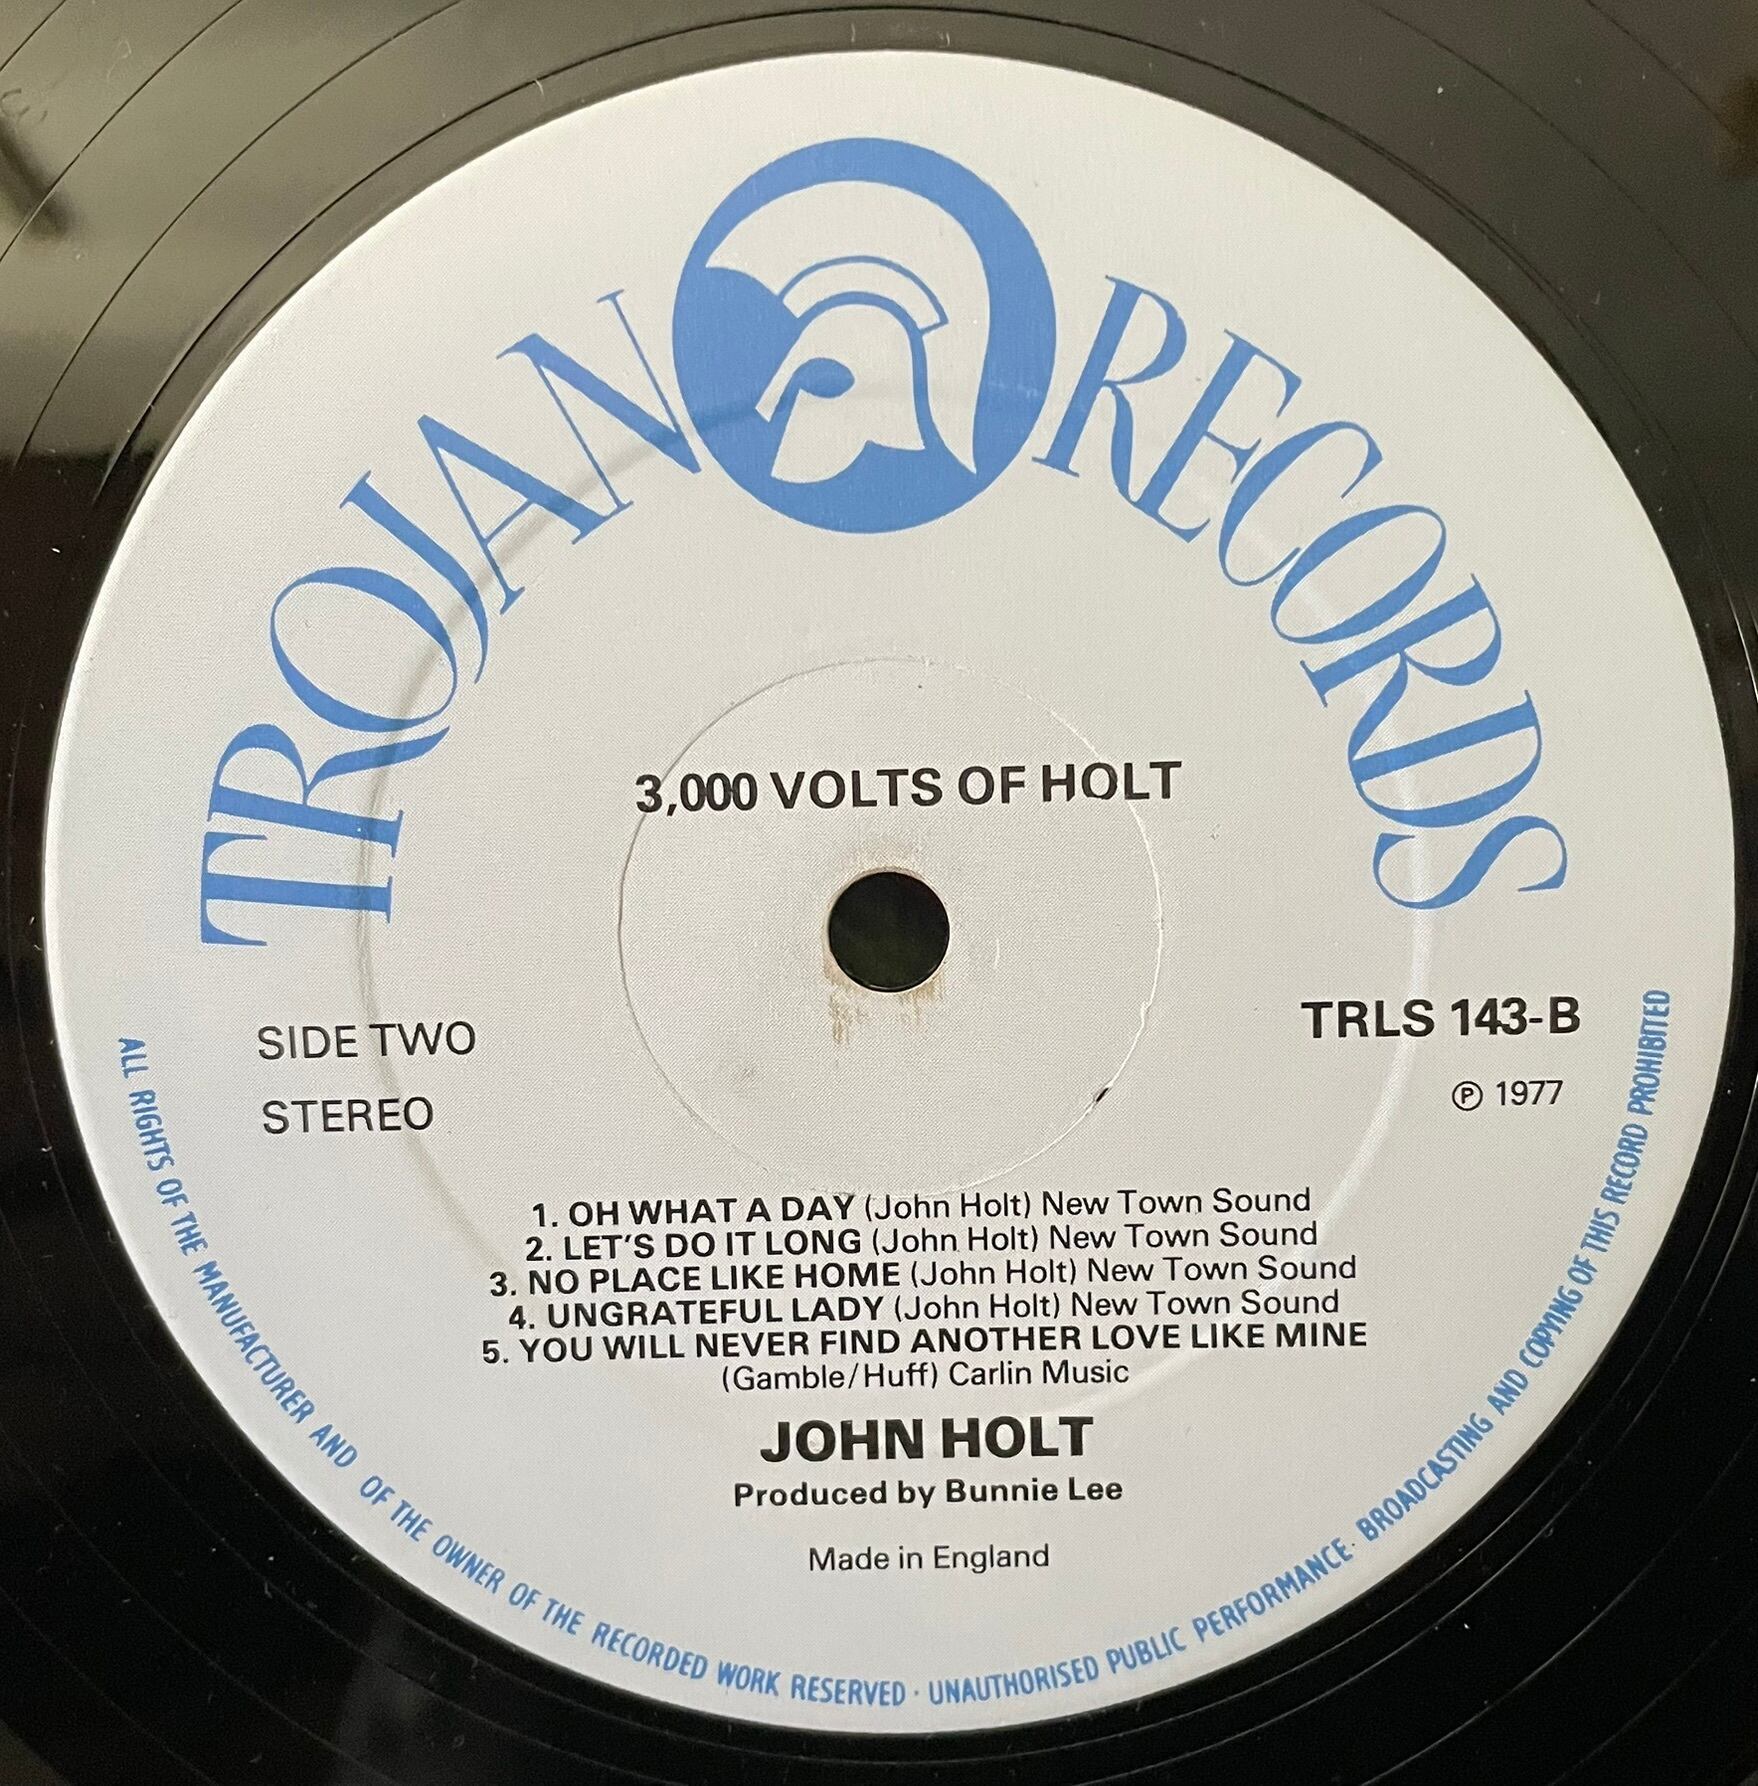 TROJAN RECORDS
3,000 VOLTS OF HOLT
SIDE TWO
STEREO
TRLS 143-B
℗ 1977
1. OH WHAT A DAY (John Holt) New Town Sound
2. LET'S DO IT LONG (John Holt) New Town Sound
3. NO PLACE LIKE HOME (John Holt) New Town Sound
4. UNGRATEFUL LADY (John Holt) New Town Sound
5. YOU WILL NEVER FIND ANOTHER LOVE LIKE MINE
(Gamble/Huff) Carlin Music
JOHN HOLT
Produced by Bunnie Lee
Made in England
ALL RIGHTS OF THE MANUFACTURER AND OF THE OWNER OF THE RECORDED WORK RESERVED · UNAUTHORISED PUBLIC PERFORMANCE · BROADCASTING AND COPYING OF THIS RECORD PROHIBITED